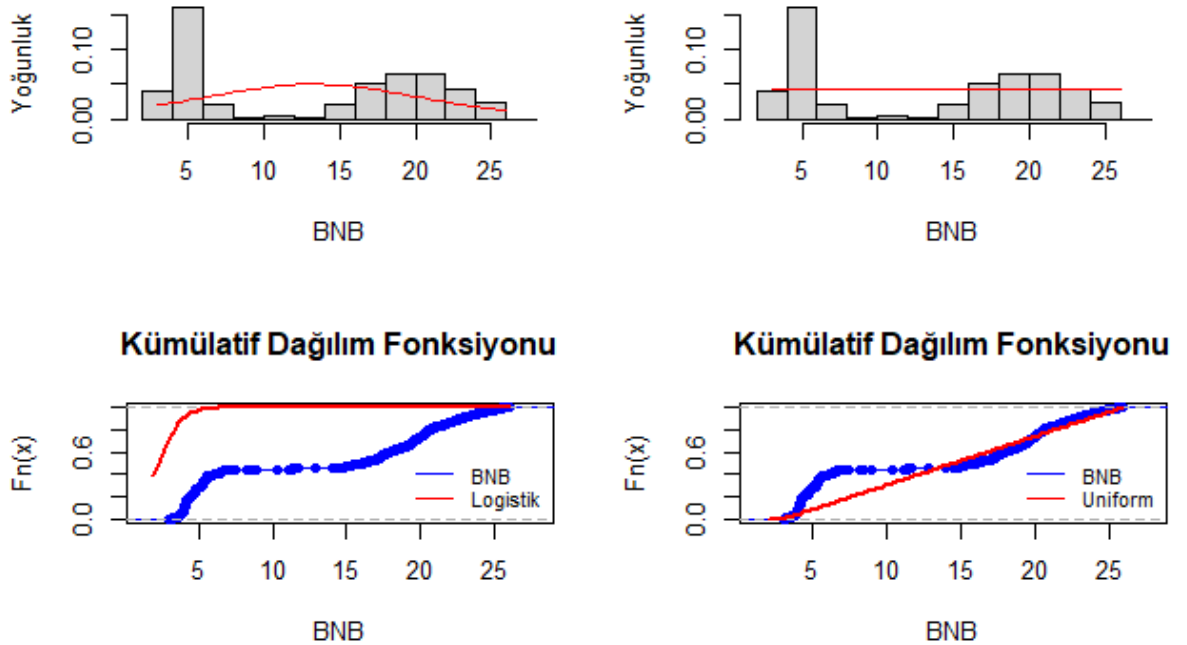 Yoğunluk
0.00 0.10
5 10 15 20 25
BNB
Yoğunluk
0.00 0.10
5 10 15 20 25
BNB
Kümülatif Dağılım Fonksiyonu
Fn(x)
0.0 0.6
BNB
Logistik
5 10 15 20 25
BNB
Kümülatif Dağılım Fonksiyonu
Fn(x)
0.0 0.6
BNB
Uniform
5 10 15 20 25
BNB